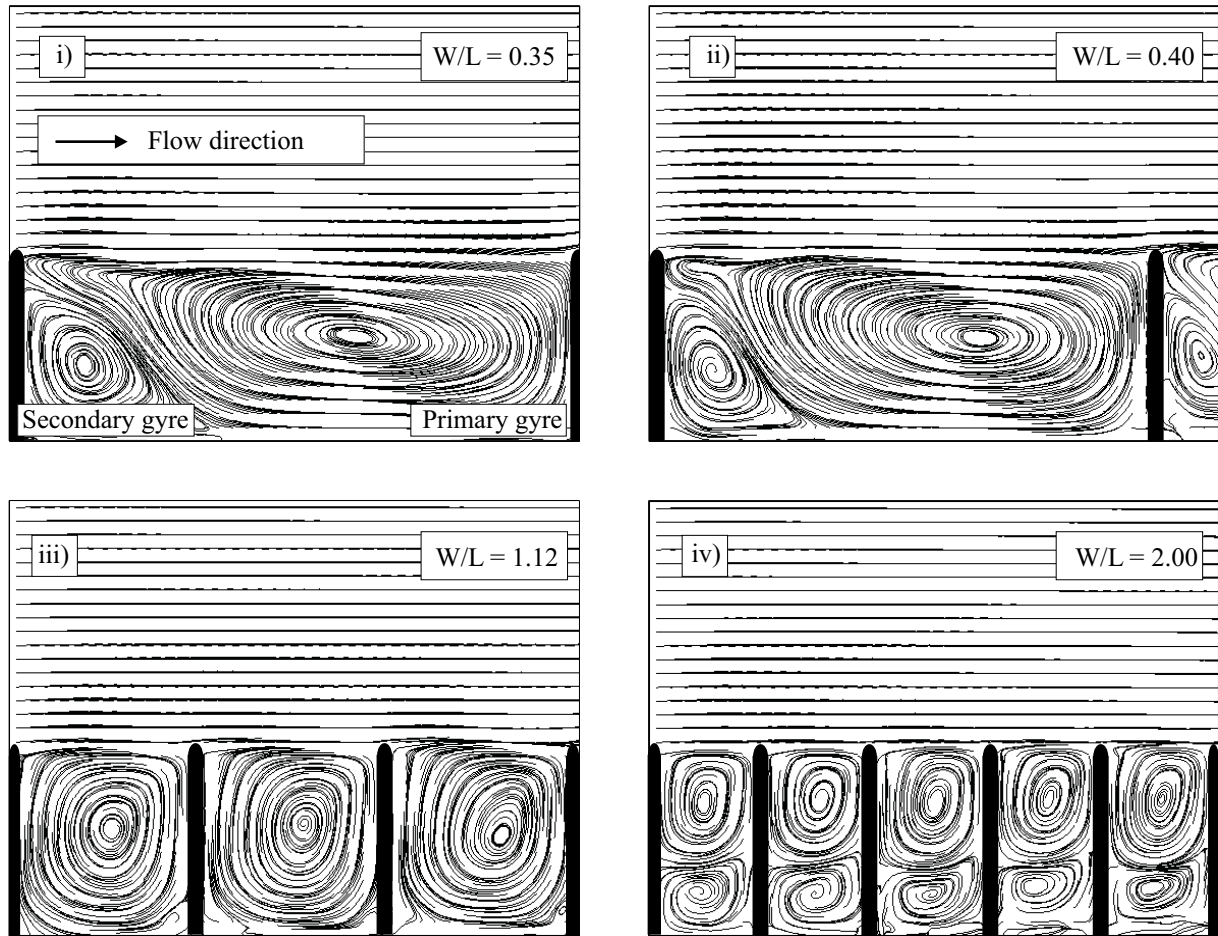 i)
W/L = 0.35
Flow direction
Secondary gyre
Primary gyre
ii)
W/L = 0.40
iii)
W/L = 1.12
iv)
W/L = 2.00